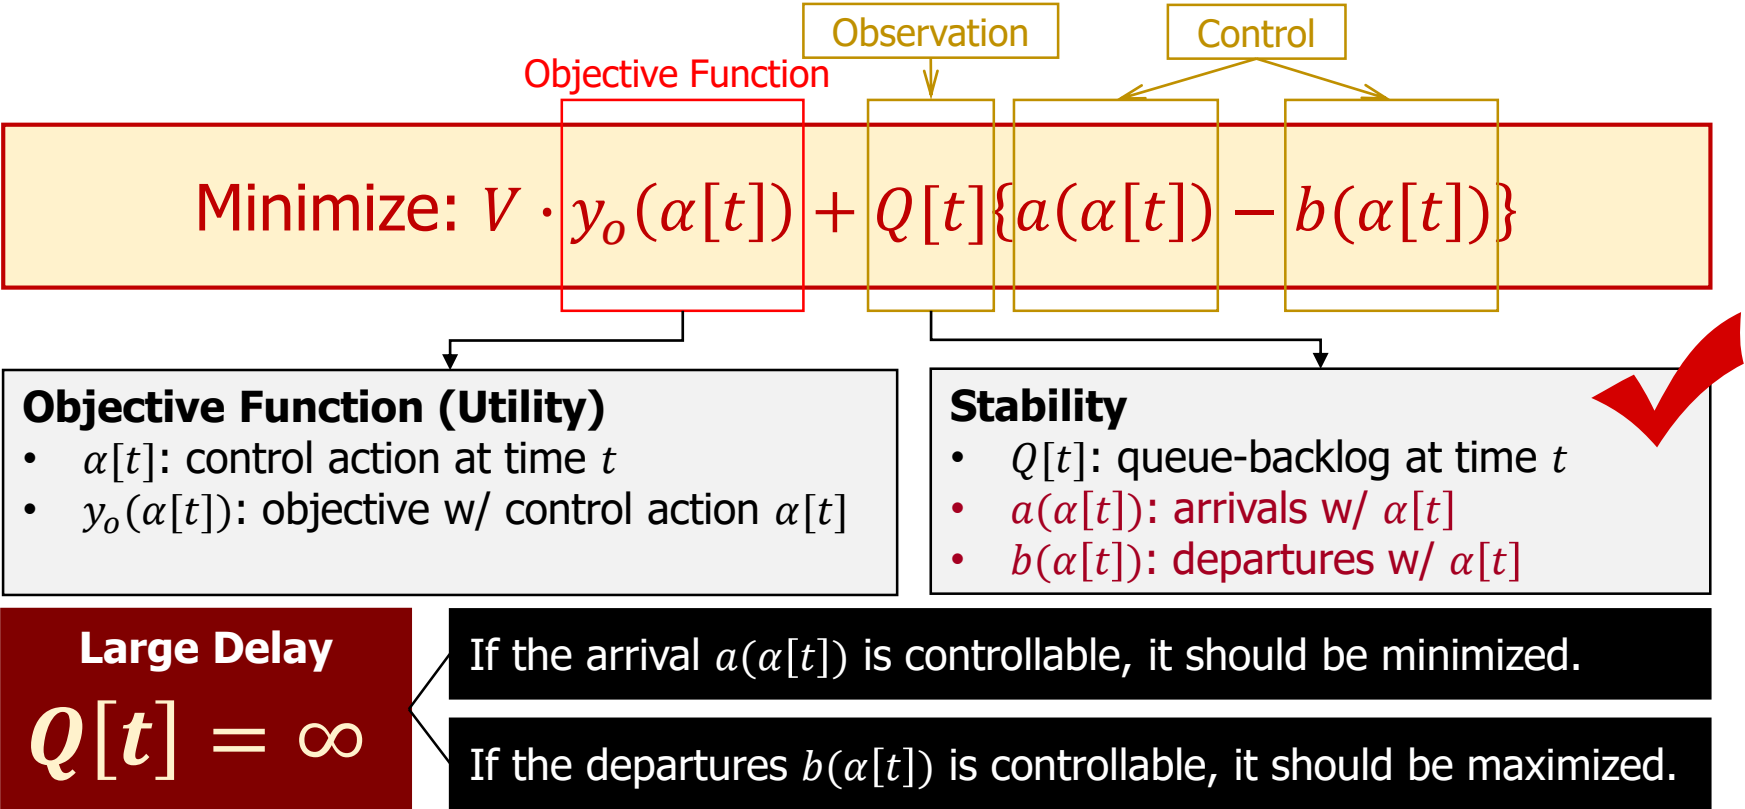 Observation
Control
Objective Function
Minimize: V · y₀(α[t]) + Q[t]{a(α[t]) − b(α[t])}
Objective Function (Utility)
• α[t]: control action at time t
• y₀(α[t]): objective w/ control action α[t]
Stability
• Q[t]: queue-backlog at time t
• a(α[t]): arrivals w/ α[t]
• b(α[t]): departures w/ α[t]
Large Delay
Q[t] = ∞
If the arrival a(α[t]) is controllable, it should be minimized.
If the departures b(α[t]) is controllable, it should be maximized.